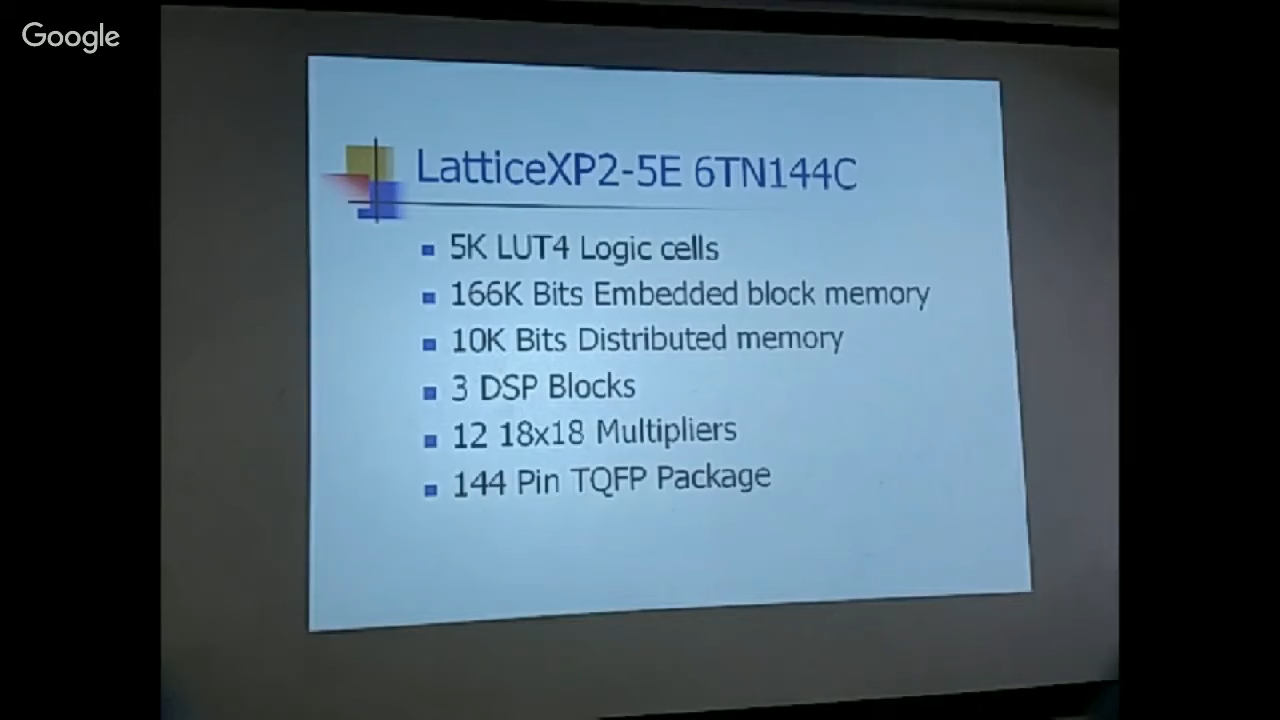 Google
LatticeXP2-5E 6TN144C
5K LUT4 Logic cells
166K Bits Embedded block memory
10K Bits Distributed memory
3 DSP Blocks
12 18x18 Multipliers
144 Pin TQFP Package